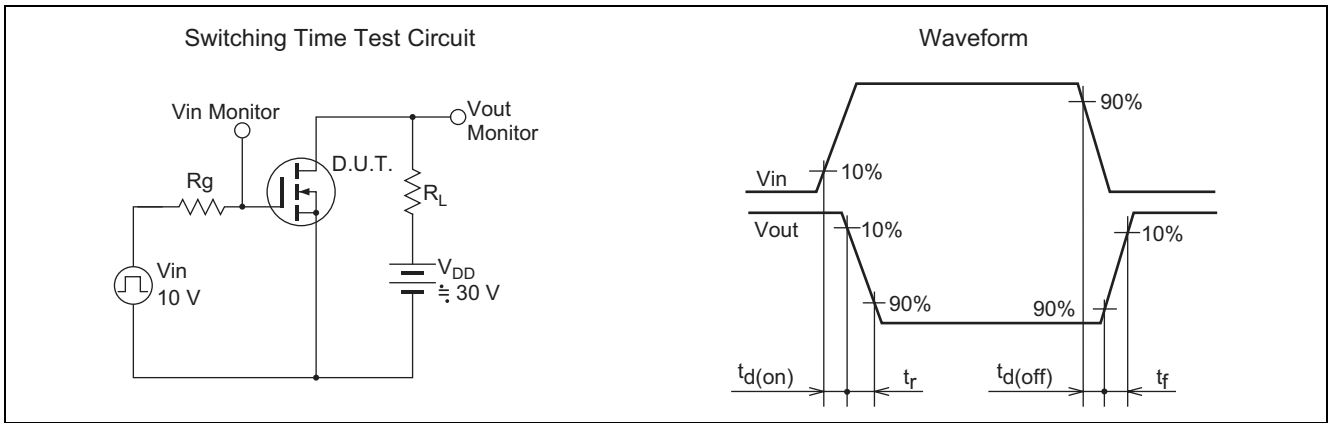 Switching Time Test Circuit
Vin Monitor
Vout
Monitor
D.U.T.
Rg
RL
Vin
10 V
VDD
≒ 30 V
Waveform
90%
10%
Vin
Vout
10%
10%
90%
90%
td(on)
tr
td(off)
tf